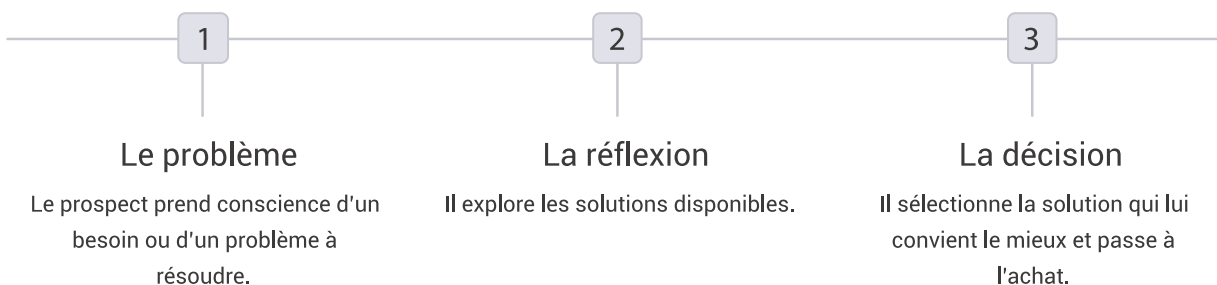 1
Le problème
Le prospect prend conscience d'un
besoin ou d'un problème à
résoudre.
2
La réflexion
Il explore les solutions disponibles.
3
La décision
Il sélectionne la solution qui lui
convient le mieux et passe à
l'achat.